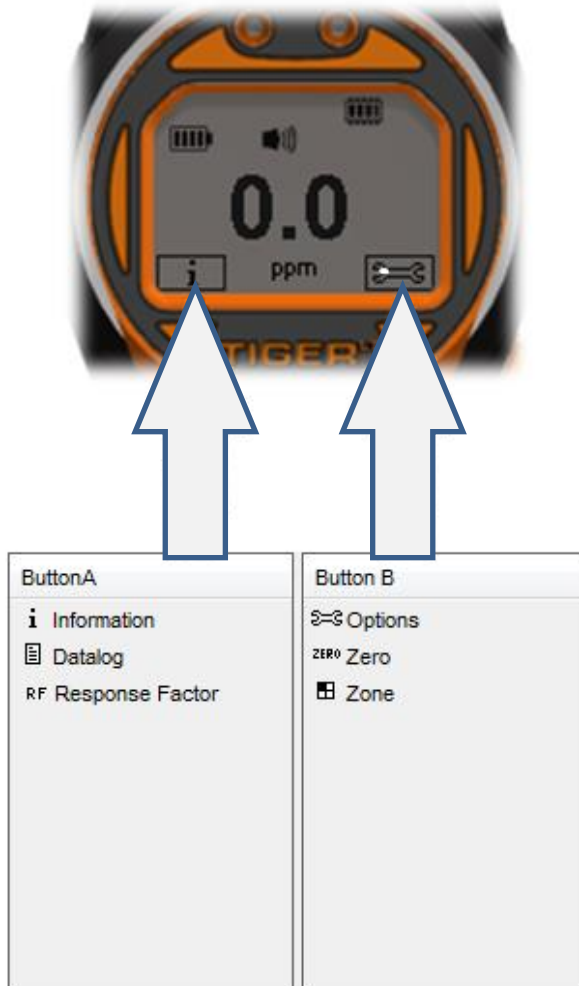 0.0
i ppm
TIGER
ButtonA
i Information
Datalog
RF Response Factor
Button B
Options
ZERO Zero
Zone